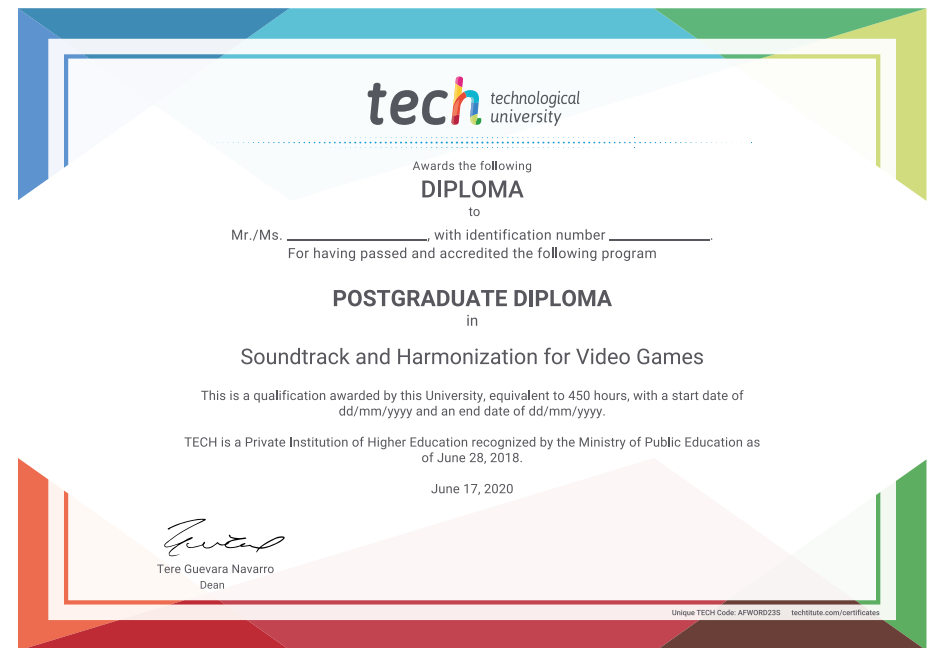 tech technological
university
Awards the following
DIPLOMA
to
Mr./Ms. ____________________, with identification number ______________.
For having passed and accredited the following program
POSTGRADUATE DIPLOMA
in
Soundtrack and Harmonization for Video Games
This is a qualification awarded by this University, equivalent to 450 hours, with a start date of
dd/mm/yyyy and an end date of dd/mm/yyyy.
TECH is a Private Institution of Higher Education recognized by the Ministry of Public Education as
of June 28, 2018.
June 17, 2020
Tere Guevara Navarro
Dean
Unique TECH Code: AFWORD23S techtitute.com/certificates